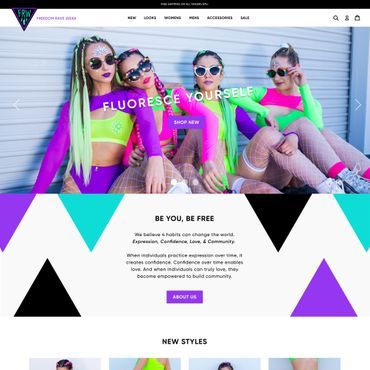 FREE SHIPPING ON ALL ORDERS $75+
FRW
FREEDOM RAVE WEAR
NEW LOOKS WOMENS MENS ACCESSORIES SALE
FLUORESCE YOURSELF
SHOP NEW
BE YOU, BE FREE
We believe 4 habits can change the world.
Expression, Confidence, Love, & Community.
When individuals practice expression over time, it
creates confidence. Confidence over time enables
love. And when individuals can truly love, they
become empowered to build community.
ABOUT US
NEW STYLES